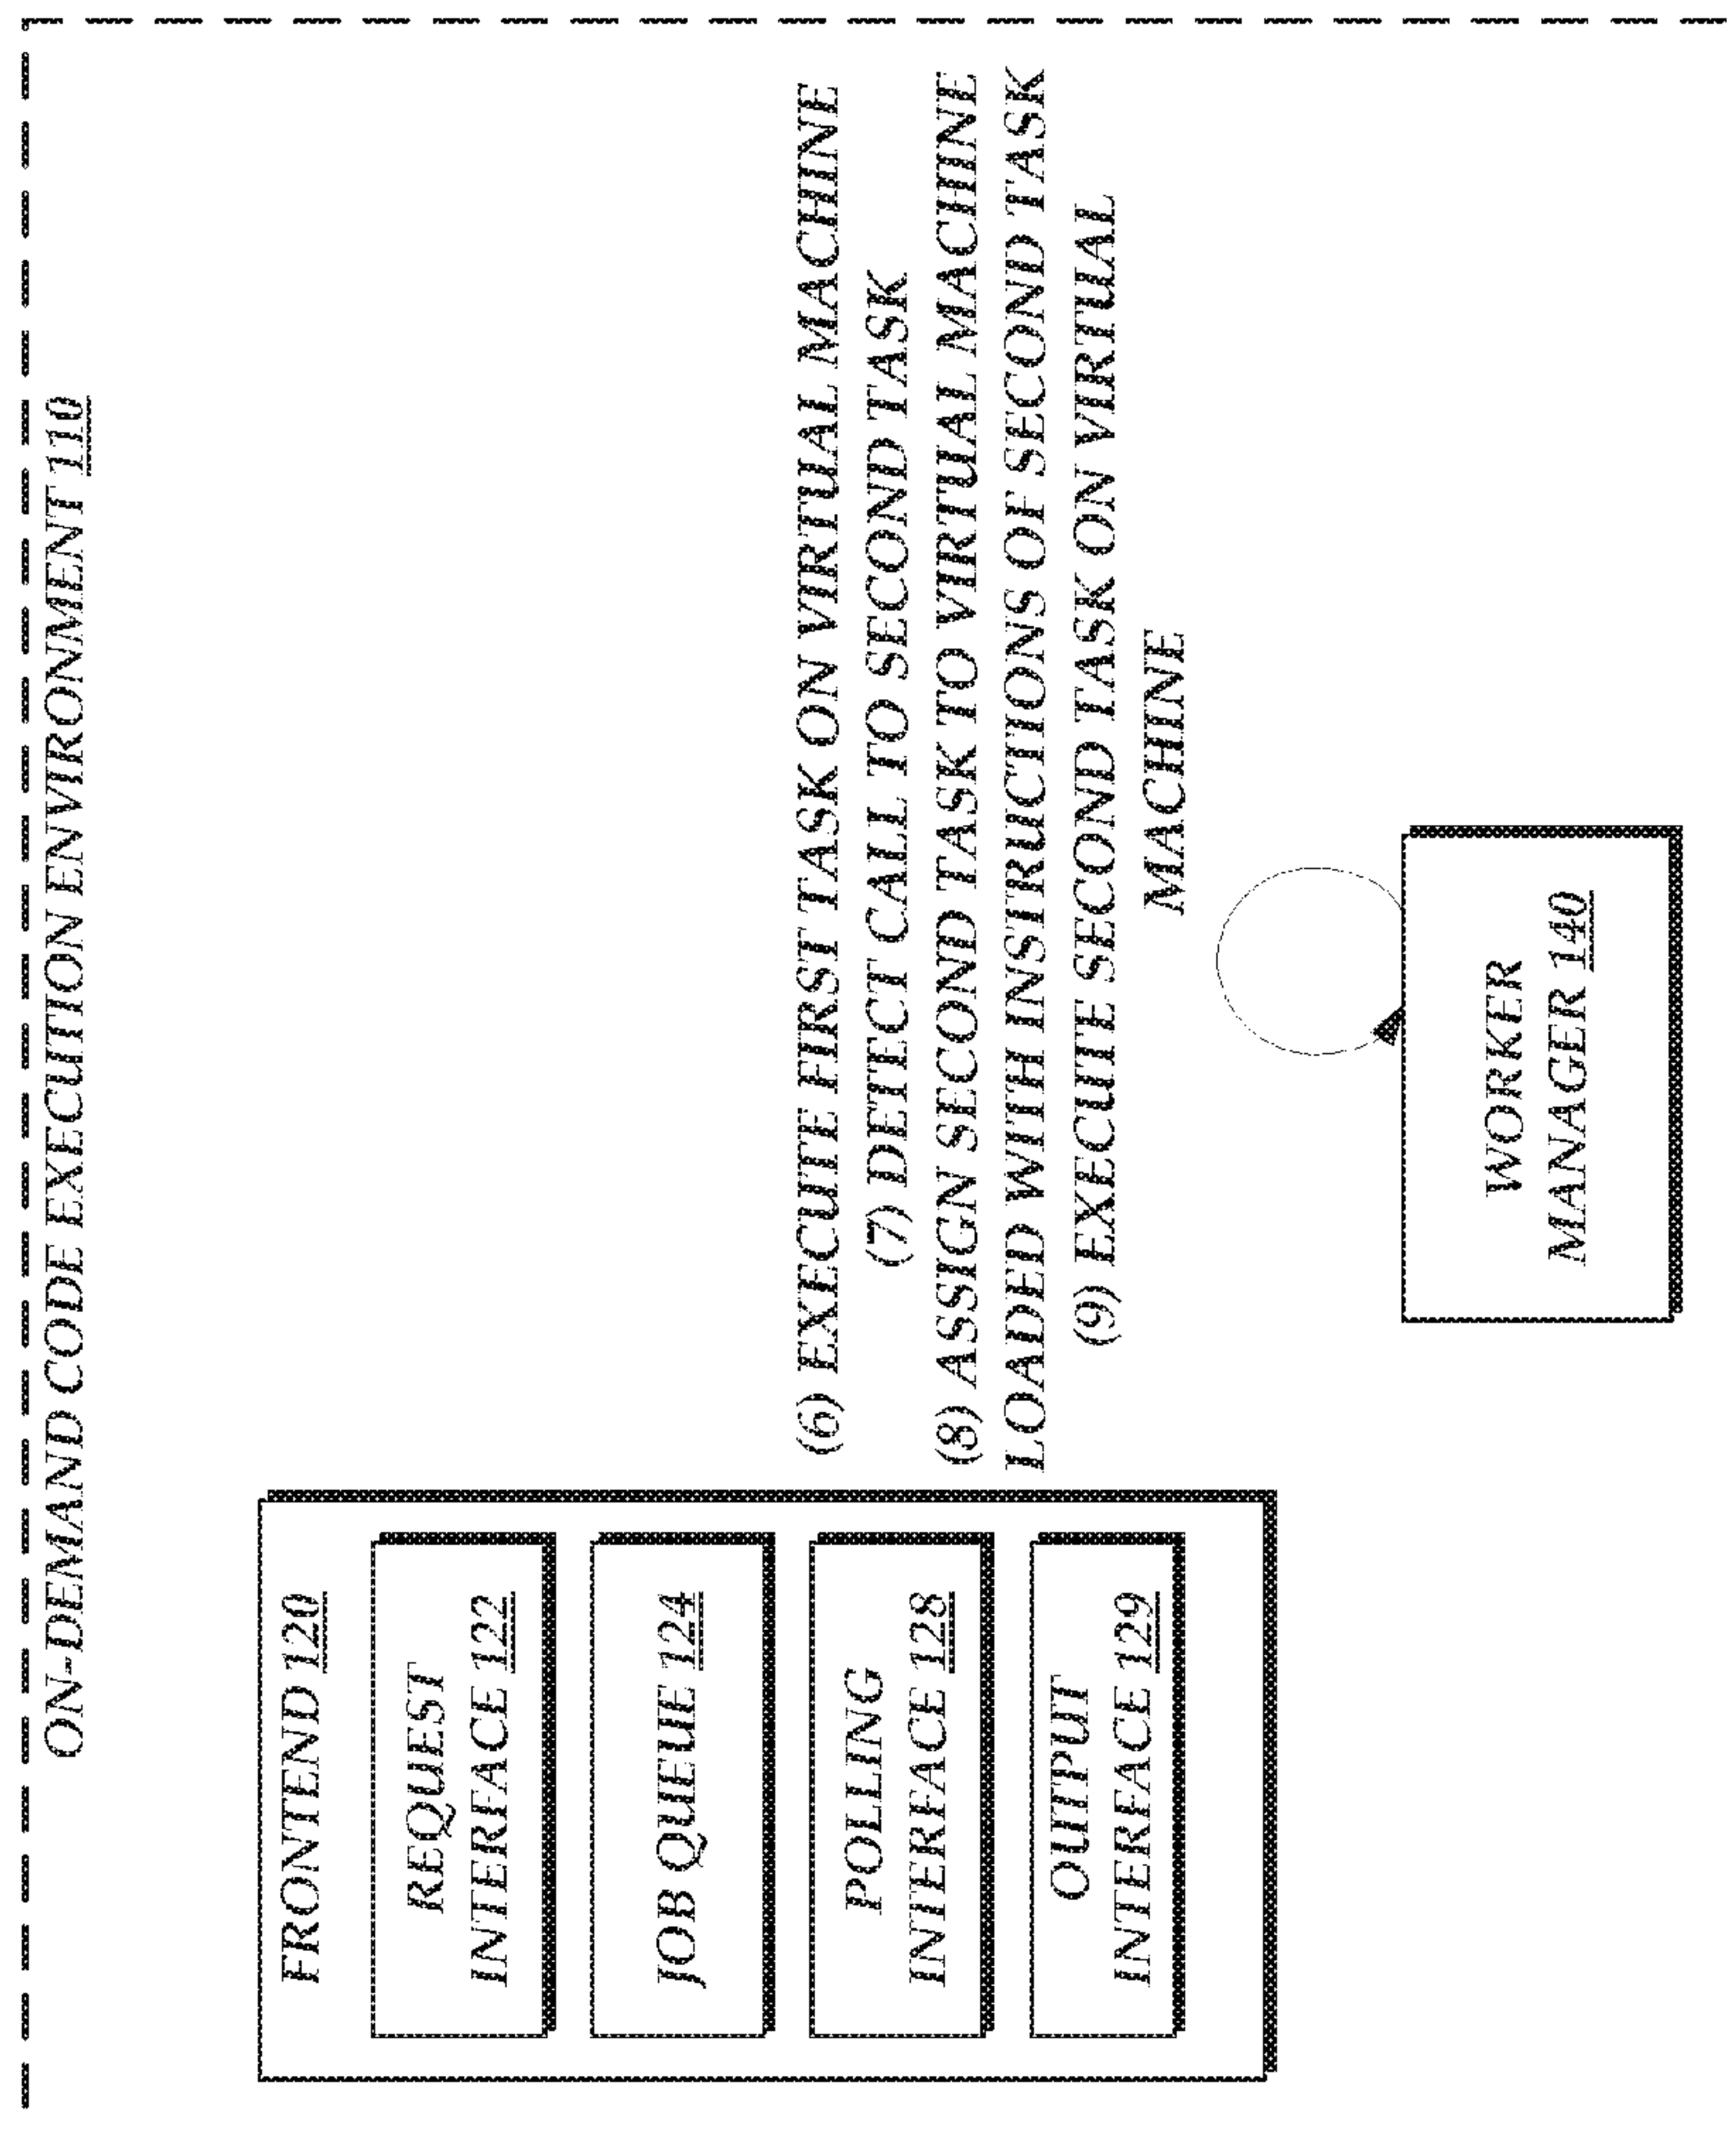 ON-DEMAND CODE EXECUTION ENVIRONMENT 110
FRONTEND 120
REQUEST
INTERFACE 122
JOB QUEUE 124
POLLING
INTERFACE 128
OUTPUT
INTERFACE 129
(6) EXECUTE FIRST TASK ON VIRTUAL MACHINE
(7) DETECT CALL TO SECOND TASK
(8) ASSIGN SECOND TASK TO VIRTUAL MACHINE
LOADED WITH INSTRUCTIONS OF SECOND TASK
(9) EXECUTE SECOND TASK ON VIRTUAL
MACHINE
WORKER
MANAGER 140